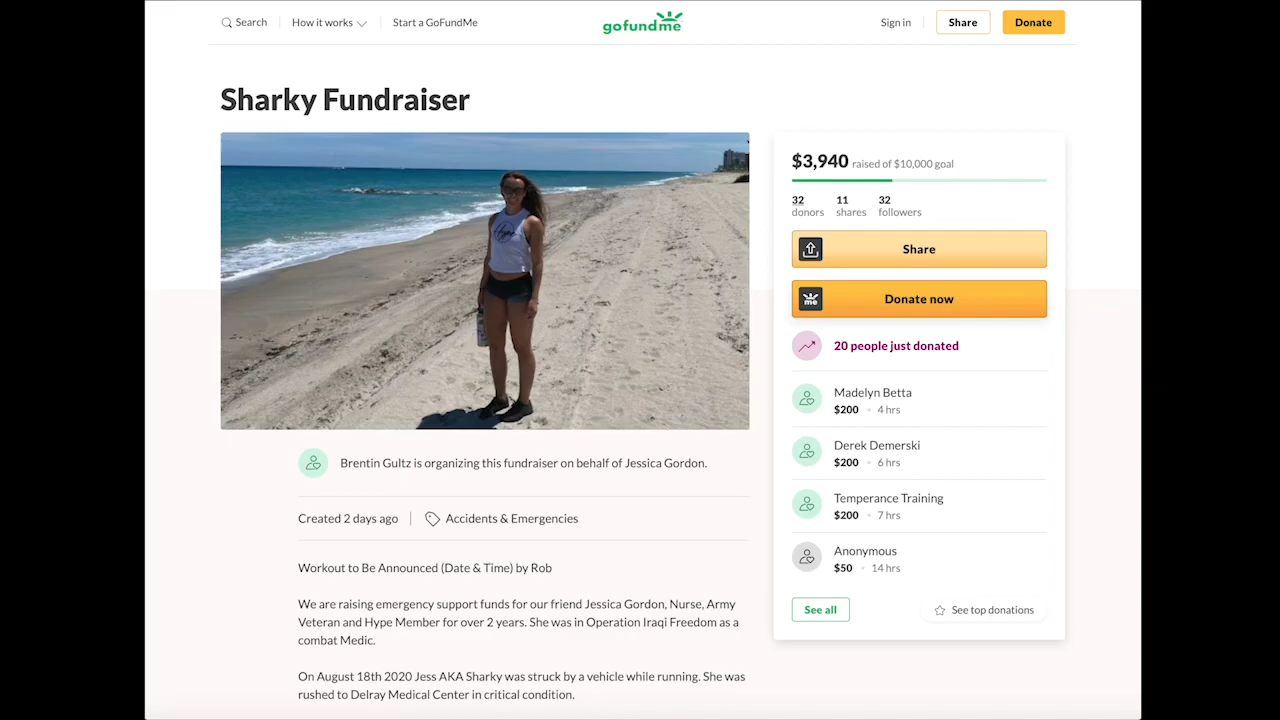 Search
How it works
Start a GoFundMe
gofundme
Sign in
Share
Donate
Sharky Fundraiser
$3,940 raised of $10,000 goal
32 donors
11 shares
32 followers
Share
me
Donate now
20 people just donated
Madelyn Betta
$200 • 4 hrs
Derek Demerski
$200 • 6 hrs
Temperance Training
$200 • 7 hrs
Anonymous
$50 • 14 hrs
See all
See top donations
Brentin Gultz is organizing this fundraiser on behalf of Jessica Gordon.
Created 2 days ago
Accidents & Emergencies
Workout to Be Announced (Date & Time) by Rob
We are raising emergency support funds for our friend Jessica Gordon, Nurse, Army
Veteran and Hype Member for over 2 years. She was in Operation Iraqi Freedom as a
combat Medic.
On August 18th 2020 Jess AKA Sharky was struck by a vehicle while running. She was
rushed to Delray Medical Center in critical condition.